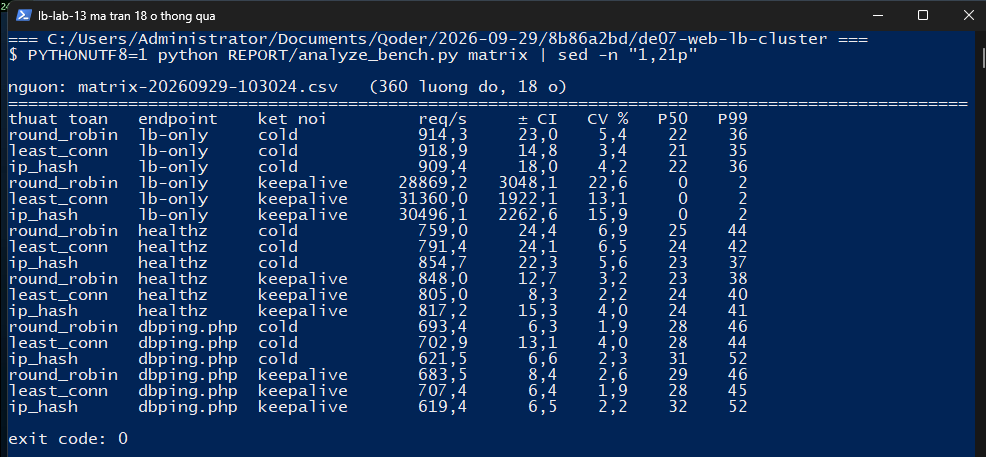 lb-lab-13 ma tran 18 o thong qua
=== C:/Users/Administrator/Documents/Qoder/2026-09-29/8b86a2bd/de07-web-lb-cluster ===
$ PYTHONUTF8=1 python REPORT/analyze_bench.py matrix | sed -n "1,21p"
nguon: matrix-20260929-103024.csv   (360 luong do, 18 o)
================================================================================================
thuat toan   endpoint    ket noi         req/s     ± CI   CV %   P50   P99
round_robin  lb-only     cold            914,3     23,0    5,4    22    36
least_conn   lb-only     cold            918,9     14,8    3,4    21    35
ip_hash      lb-only     cold            909,4     18,0    4,2    22    36
round_robin  lb-only     keepalive     28869,2   3048,1   22,6     0     2
least_conn   lb-only     keepalive     31360,0   1922,1   13,1     0     2
ip_hash      lb-only     keepalive     30496,1   2262,6   15,9     0     2
round_robin  healthz     cold            759,0     24,4    6,9    25    44
least_conn   healthz     cold            791,4     24,1    6,5    24    42
ip_hash      healthz     cold            854,7     22,3    5,6    23    37
round_robin  healthz     keepalive       848,0     12,7    3,2    23    38
least_conn   healthz     keepalive       805,0      8,3    2,2    24    40
ip_hash      healthz     keepalive       817,2     15,3    4,0    24    41
round_robin  dbping.php  cold            693,4      6,3    1,9    28    46
least_conn   dbping.php  cold            702,9     13,1    4,0    28    44
ip_hash      dbping.php  cold            621,5      6,6    2,3    31    52
round_robin  dbping.php  keepalive       683,5      8,4    2,6    29    46
least_conn   dbping.php  keepalive       707,4      6,4    1,9    28    45
ip_hash      dbping.php  keepalive       619,4      6,5    2,2    32    52
exit code: 0